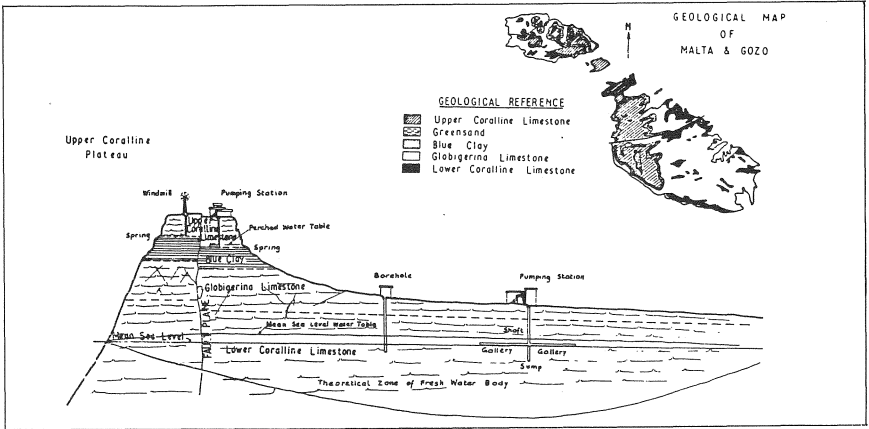 GEOLOGICAL MAP
OF
MALTA & GOZO
N
GEOLOGICAL REFERENCE
Upper Coralline Limestone
Greensand
Blue Clay
Globigerina Limestone
Lower Coralline Limestone
Upper Coralline
Plateau
Windmill
Pumping Station
Upper
Coralline
Limestone
Perched Water Table
Spring
Spring
Blue Clay
Borehole
Pumping Station
Globigerina Limestone
FAULT PLANE
Mean Sea Level Water Table
Shaft
Mean Sea Level
Lower Coralline Limestone
Gallery
Gallery
Sump
Theoretical Zone of Fresh Water Body